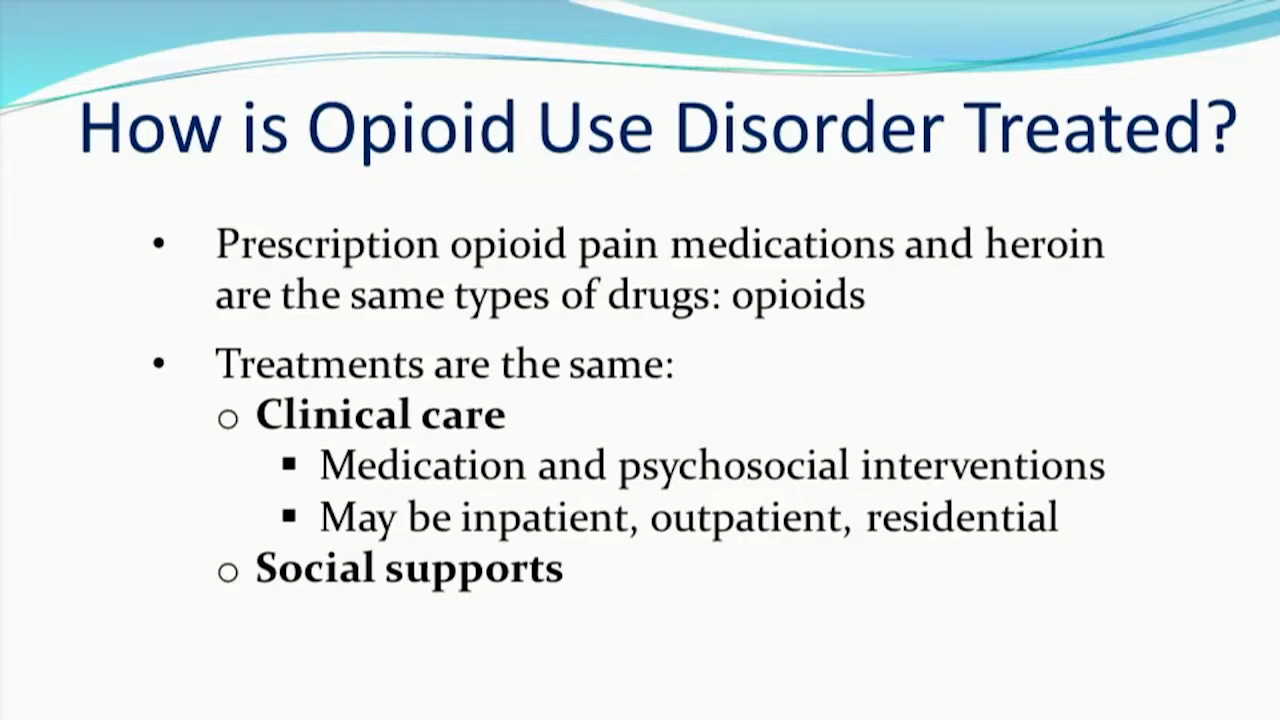 How is Opioid Use Disorder Treated?
• Prescription opioid pain medications and heroin
are the same types of drugs: opioids
• Treatments are the same:
o Clinical care
▪ Medication and psychosocial interventions
▪ May be inpatient, outpatient, residential
o Social supports